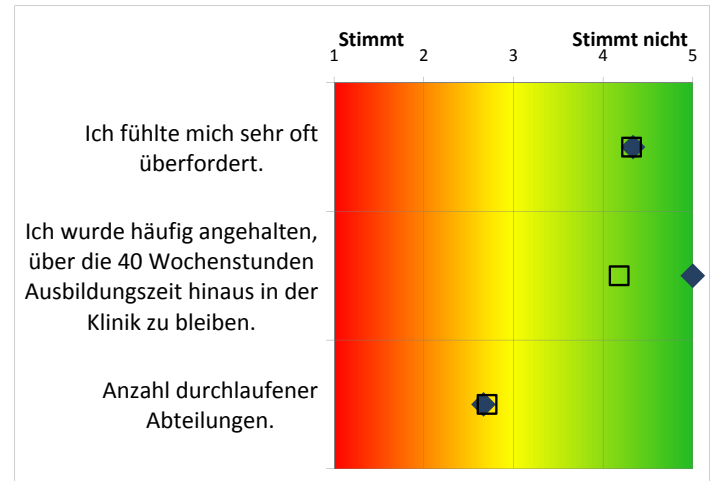 Stimmt Stimmt nicht
1 2 3 4 5
Ich fühlte mich sehr oft
überfordert.
Ich wurde häufig angehalten,
über die 40 Wochenstunden
Ausbildungszeit hinaus in der
Klinik zu bleiben.
Anzahl durchlaufener
Abteilungen.